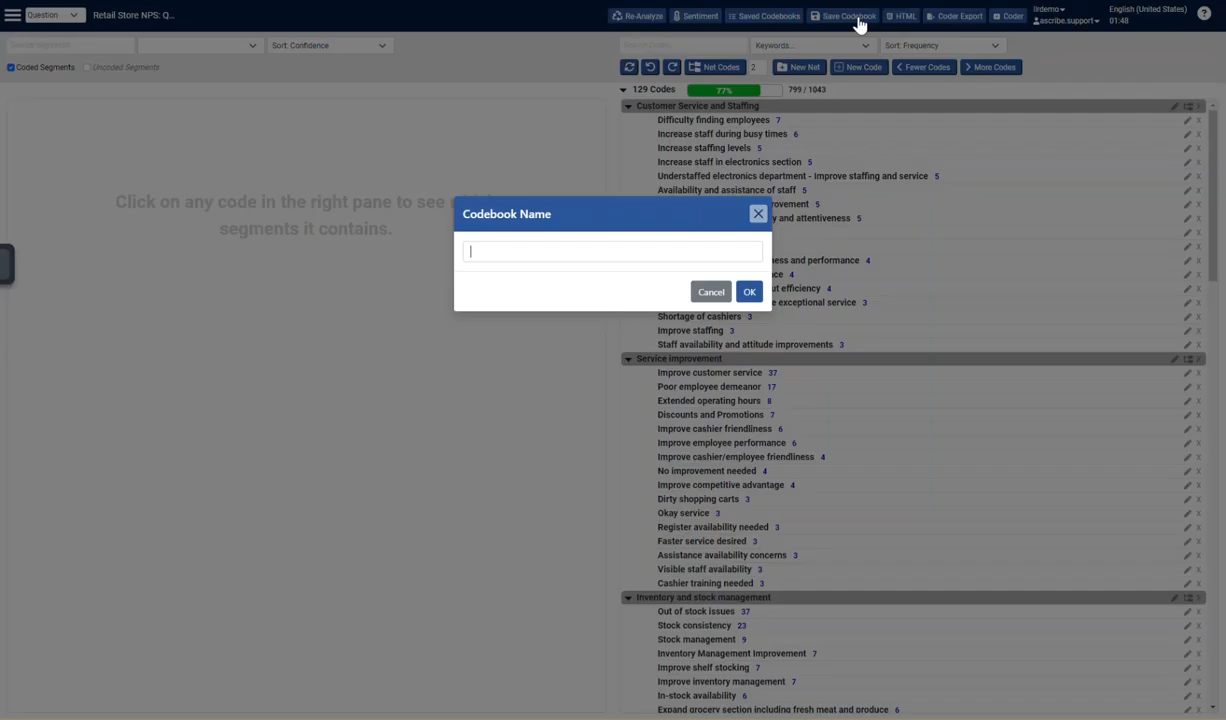 Question
Retail Store NPS: Q...
Re-Analyze
Sentiment
Saved Codebooks
Save Codebook
HTML
Coder Export
Coder
lirdemo
ascribe.support
English (United States)
01:48
?
Sort: Confidence
Keywords...
Sort: Frequency
Coded Segments
Uncoded Segments
Net Codes
2
New Net
New Code
Fewer Codes
More Codes
129 Codes
77%
799 / 1043
Click on any code in the right pane to see
segments it contains.
Customer Service and Staffing
Difficulty finding employees 7
Increase staff during busy times 6
Increase staffing levels 5
Increase staff in electronics section 5
Understaffed electronics department - Improve staffing and service 5
Availability and assistance of staff 5
5
y and attentiveness 5
ness and performance 4
4
ut efficiency 4
e exceptional service 3
Shortage of cashiers 3
Improve staffing 3
Staff availability and attitude improvements 3
Codebook Name
Cancel
OK
Service improvement
Improve customer service 37
Poor employee demeanor 17
Extended operating hours 8
Discounts and Promotions 7
Improve cashier friendliness 6
Improve employee performance 6
Improve cashier/employee friendliness 4
No improvement needed 4
Improve competitive advantage 4
Dirty shopping carts 3
Okay service 3
Register availability needed 3
Faster service desired 3
Assistance availability concerns 3
Visible staff availability 3
Cashier training needed 3
Inventory and stock management
Out of stock issues 37
Stock consistency 23
Stock management 9
Inventory Management Improvement 7
Improve shelf stocking 7
Improve inventory management 7
In-stock availability 6
Expand grocery section including fresh meat and produce 6